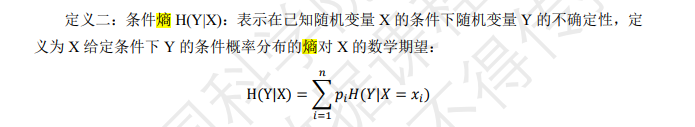 定义二：条件熵 H(Y|X)：表示在已知随机变量 X 的条件下随机变量 Y 的不确定性，定
义为 X 给定条件下 Y 的条件概率分布的熵对 X 的数学期望：
H(Y|X) = \sum_{i=1}^{n} p_i H(Y|X = x_i)